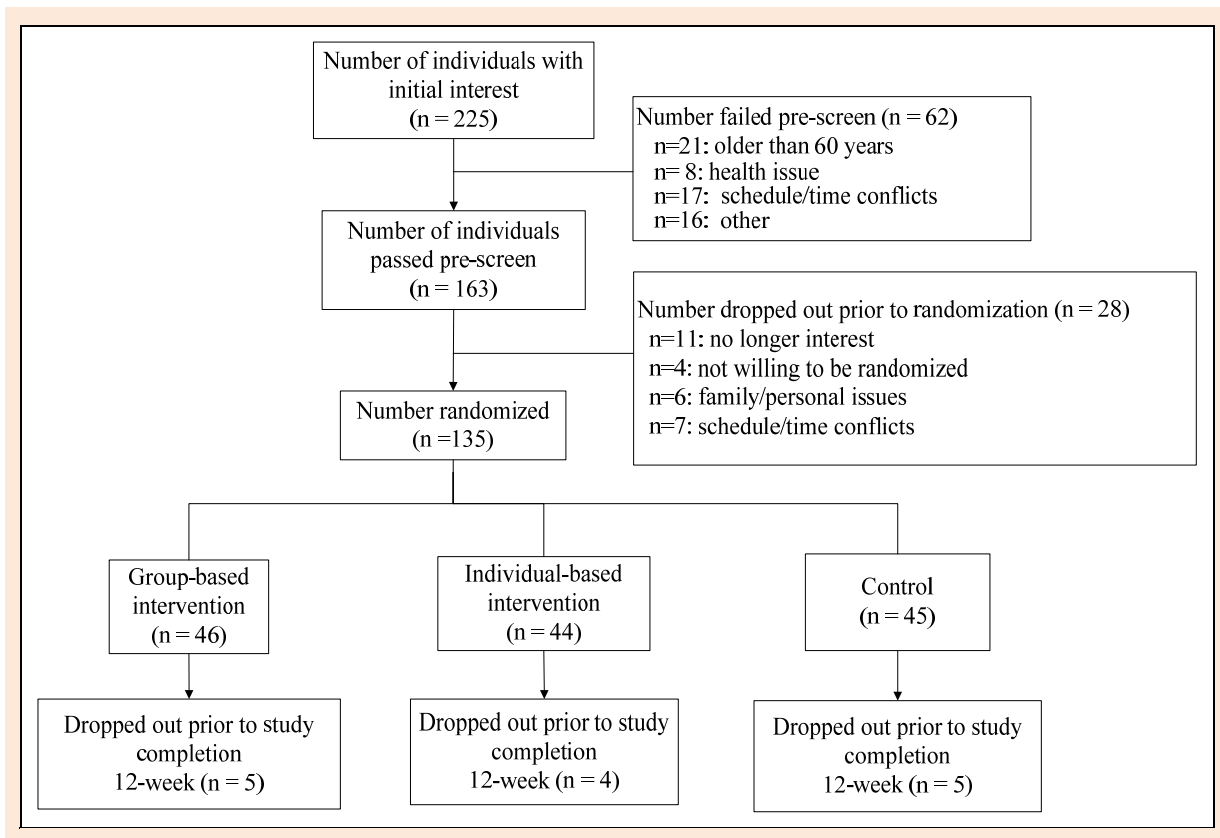 Number of individuals with
initial interest
(n = 225)
Number failed pre-screen (n = 62)
n=21: older than 60 years
n= 8: health issue
n=17: schedule/time conflicts
n=16: other
Number of individuals
passed pre-screen
(n = 163)
Number dropped out prior to randomization (n = 28)
n=11: no longer interest
n=4: not willing to be randomized
n=6: family/personal issues
n=7: schedule/time conflicts
Number randomized
(n =135)
Group-based
intervention
(n = 46)
Individual-based
intervention
(n = 44)
Control
(n = 45)
Dropped out prior to study
completion
12-week (n = 5)
Dropped out prior to study
completion
12-week (n = 4)
Dropped out prior to study
completion
12-week (n = 5)